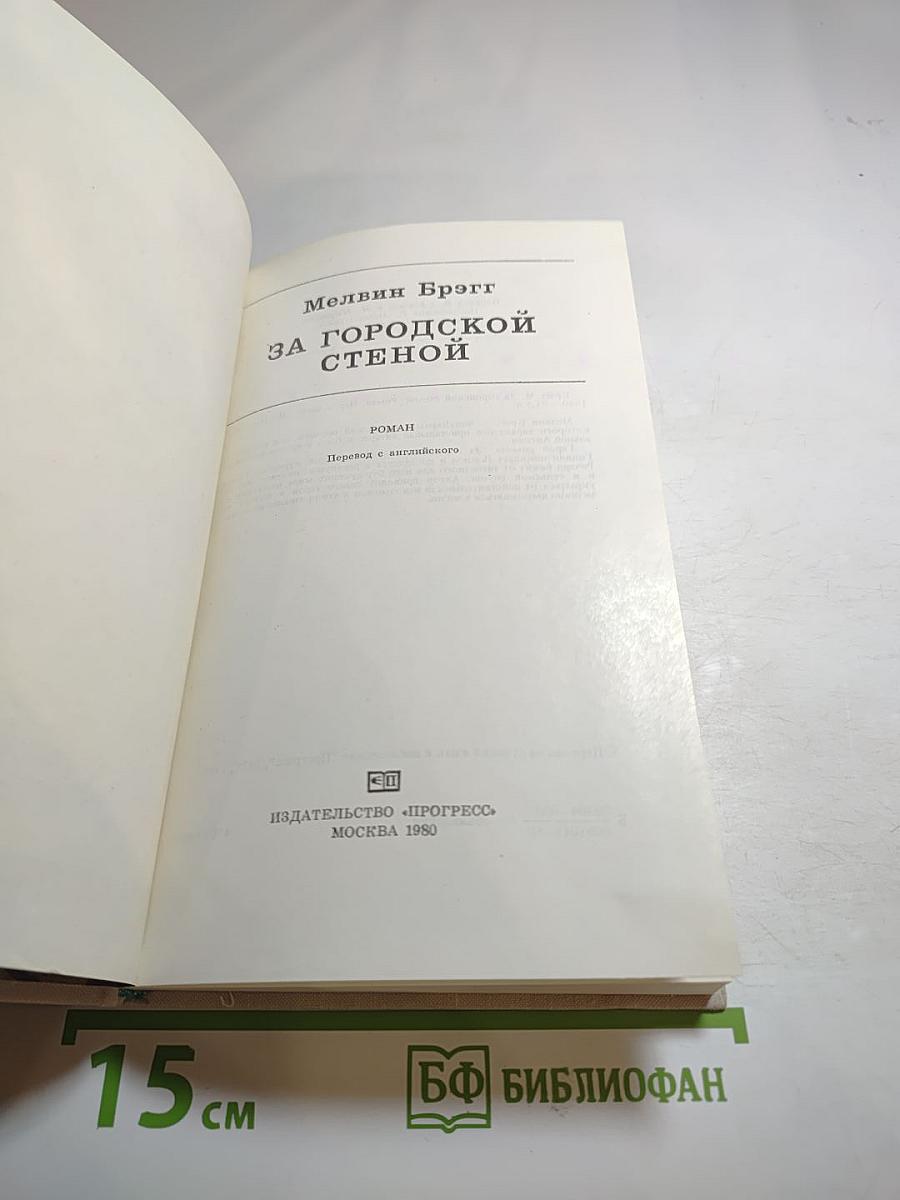 Мелвин Брэгг
ЗА ГОРОДСКОЙ
СТЕНОЙ
РОМАН
Перевод с английского
ИЗДАТЕЛЬСТВО «ПРОГРЕСС»
МОСКВА 1980
15 см
БФ БИБЛИОФАН